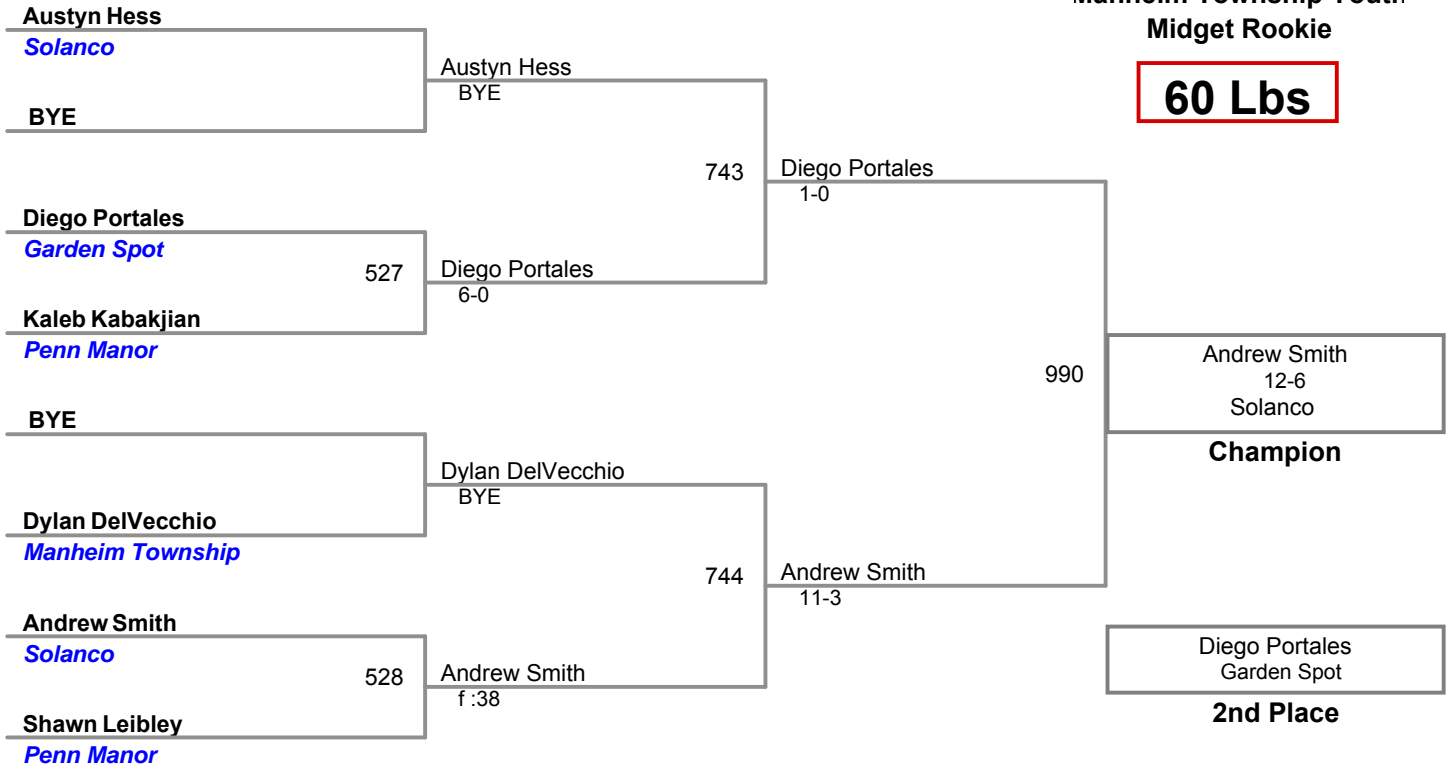 Manheim Township Youth
Midget Rookie
60 Lbs
Austyn Hess
Solanco
BYE
Austyn Hess
BYE
Diego Portales
Garden Spot
Kaleb Kabakjian
Penn Manor
527
Diego Portales
6-0
743
Diego Portales
1-0
BYE
Dylan DelVecchio
Manheim Township
Dylan DelVecchio
BYE
Andrew Smith
Solanco
Shawn Leibley
Penn Manor
528
Andrew Smith
f :38
744
Andrew Smith
11-3
990
Andrew Smith
12-6
Solanco
Champion
Diego Portales
Garden Spot
2nd Place